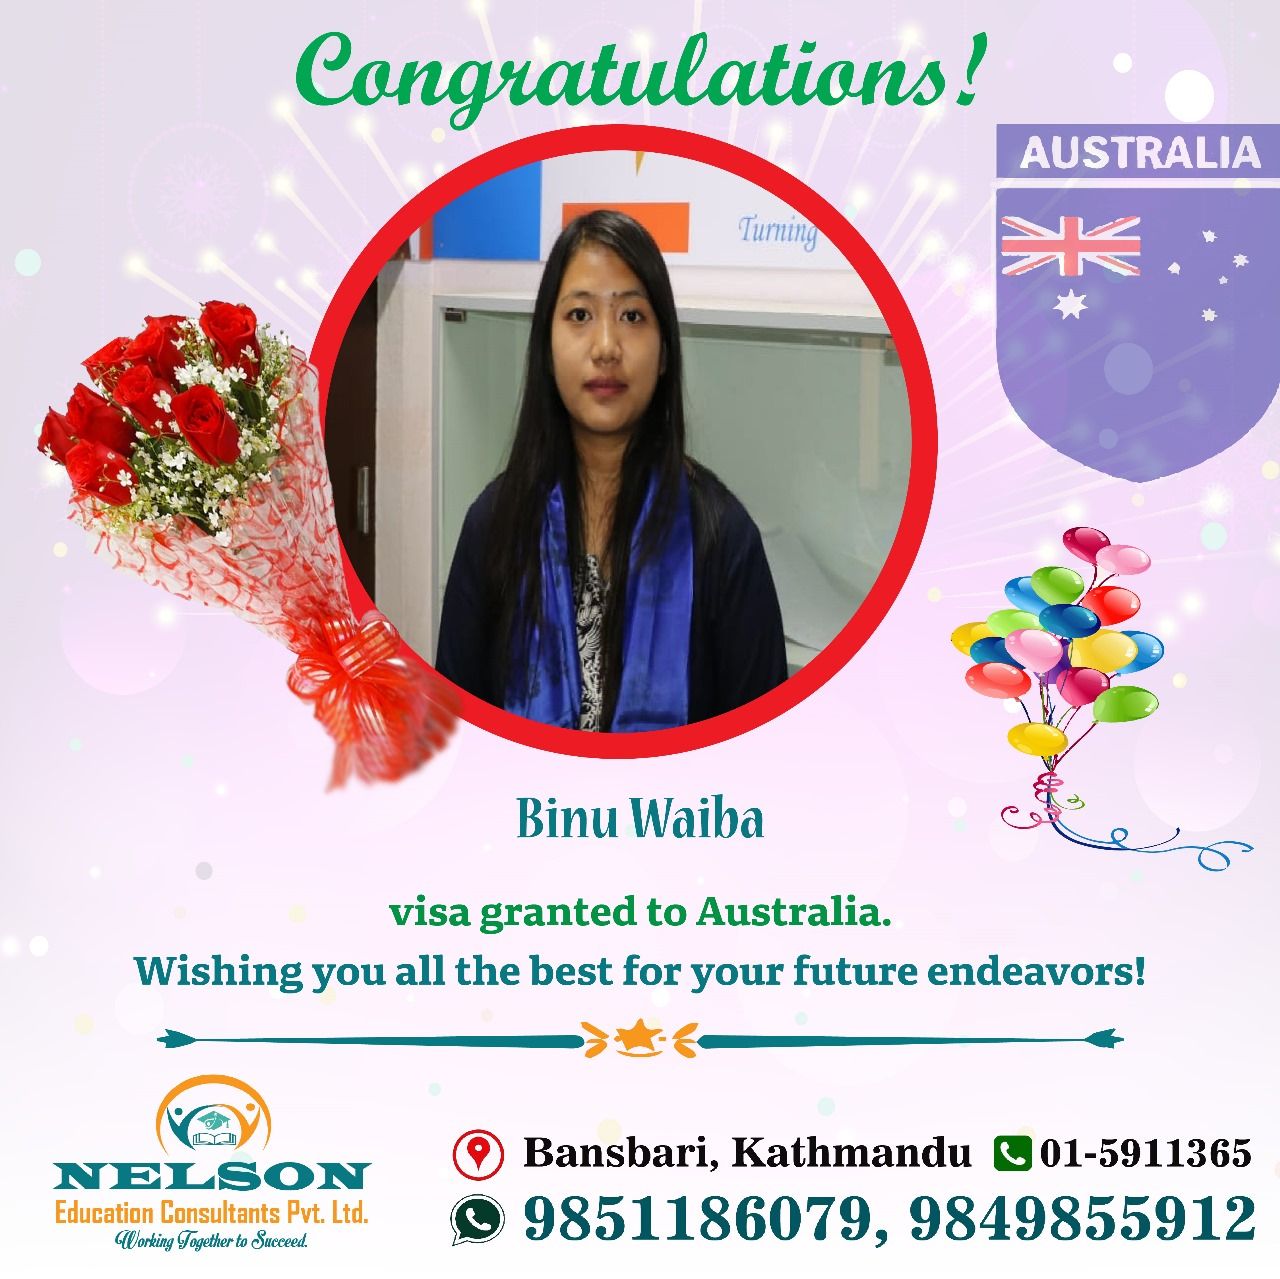 Congratulations!
AUSTRALIA
Turning
Binu Waiba
visa granted to Australia.
Wishing you all the best for your future endeavors!
NELSON
Education Consultants Pvt. Ltd.
Working Together to Succeed.
Bansbari, Kathmandu 01-5911365
9851186079, 9849855912